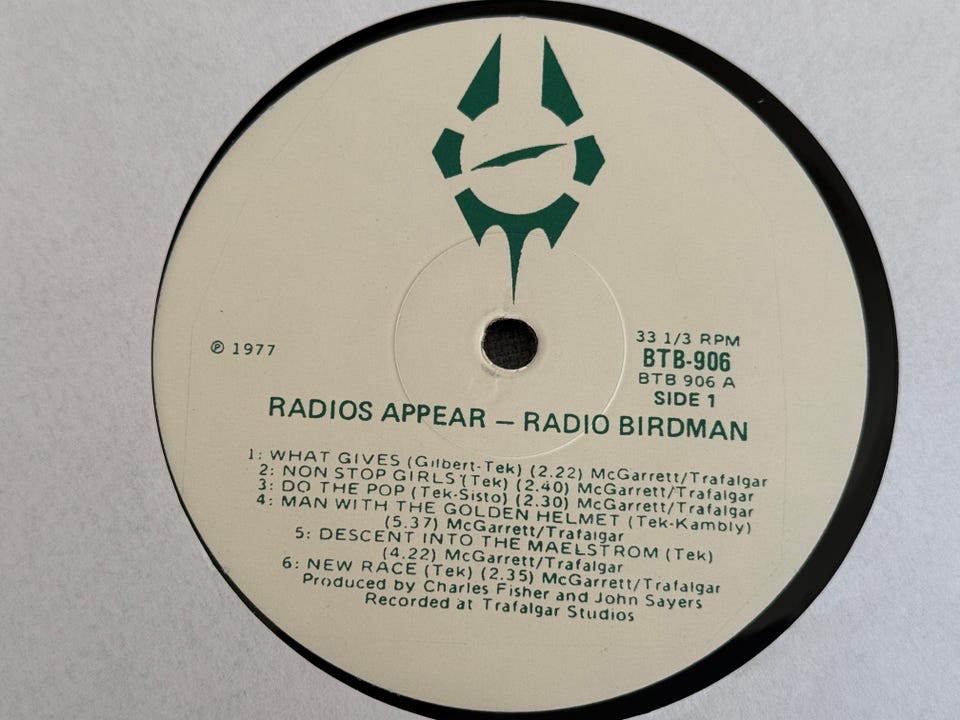 ℗ 1977
33 1/3 RPM
BTB-906
BTB 906 A
SIDE 1
RADIOS APPEAR – RADIO BIRDMAN
1: WHAT GIVES (Gilbert-Tek) (2.22) McGarrett/Trafalgar
2: NON STOP GIRLS (Tek) (2.40) McGarrett/Trafalgar
3: DO THE POP (Tek-Sisto) (2.30) McGarrett/Trafalgar
4: MAN WITH THE GOLDEN HELMET (Tek-Kambly)
(5.37) McGarrett/Trafalgar
5: DESCENT INTO THE MAELSTROM (Tek)
(4.22) McGarrett/Trafalgar
6: NEW RACE (Tek) (2.35) McGarrett/Trafalgar
Produced by Charles Fisher and John Sayers
Recorded at Trafalgar Studios